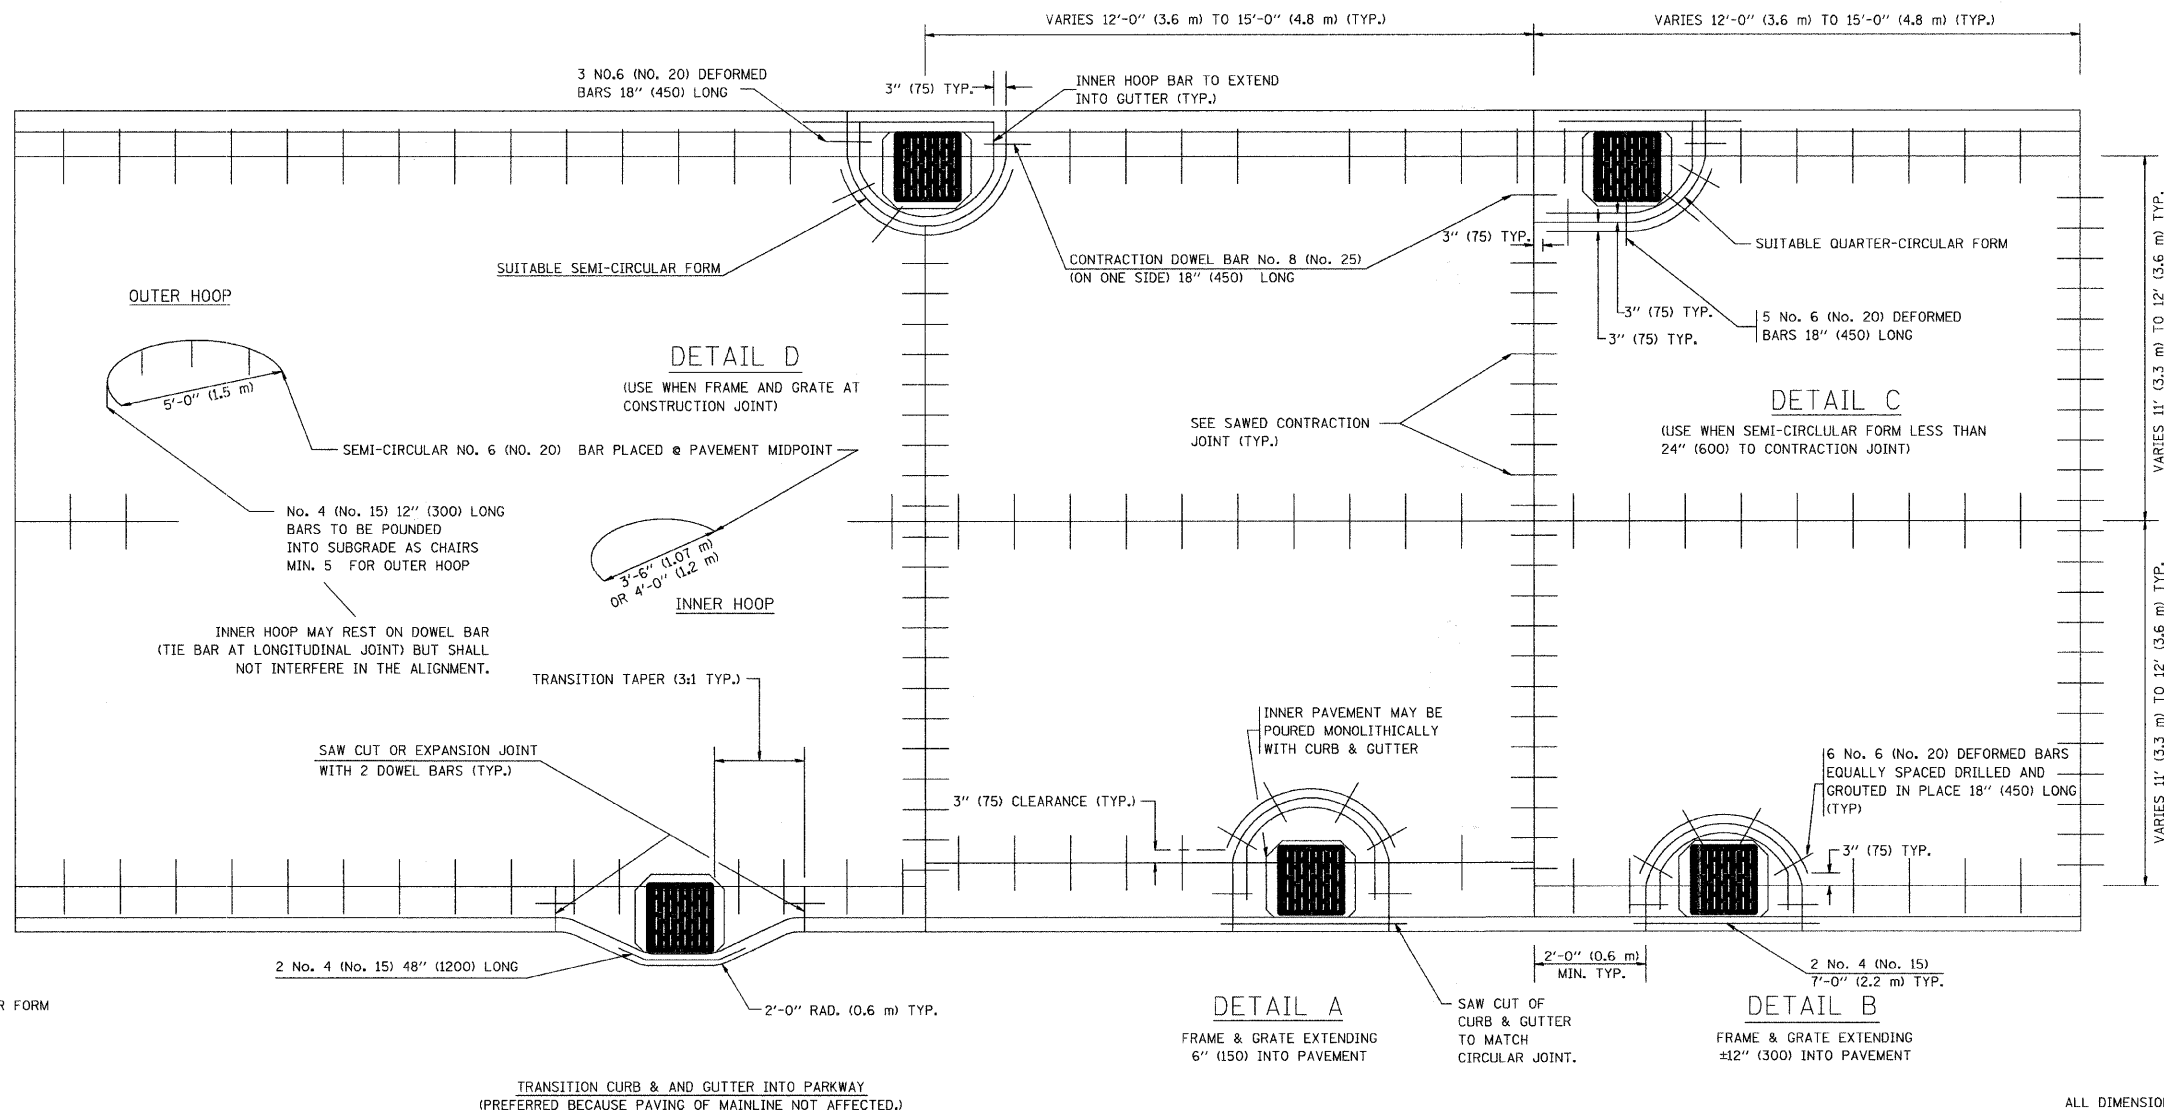 VARIES 12'-0" (3.6 m) TO 15'-0" (4.8 m) (TYP.)
VARIES 12'-0" (3.6 m) TO 15'-0" (4.8 m) (TYP.)
3 NO.6 (NO. 20) DEFORMED
BARS 18" (450) LONG
3" (75) TYP.
INNER HOOP BAR TO EXTEND
INTO GUTTER (TYP.)
SUITABLE SEMI-CIRCULAR FORM
CONTRACTION DOWEL BAR No. 8 (No. 25)
(ON ONE SIDE) 18" (450) LONG
3" (75) TYP.
SUITABLE QUARTER-CIRCULAR FORM
3" (75) TYP.
3" (75) TYP.
5 No. 6 (No. 20) DEFORMED
BARS 18" (450) LONG
VARIES 11' (3.3 m) TO 12' (3.6 m) TYP.
OUTER HOOP
5'-0" (1.5 m)
DETAIL D
(USE WHEN FRAME AND GRATE AT
CONSTRUCTION JOINT)
SEMI-CIRCULAR NO. 6 (NO. 20) BAR PLACED @ PAVEMENT MIDPOINT
SEE SAWED CONTRACTION
JOINT (TYP.)
DETAIL C
(USE WHEN SEMI-CIRCLULAR FORM LESS THAN
24" (600) TO CONTRACTION JOINT)
No. 4 (No. 15) 12" (300) LONG
BARS TO BE POUNDED
INTO SUBGRADE AS CHAIRS
MIN. 5 FOR OUTER HOOP
3'-6" (1.07 m)
OR 4'-0" (1.2 m)
INNER HOOP
INNER HOOP MAY REST ON DOWEL BAR
(TIE BAR AT LONGITUDINAL JOINT) BUT SHALL
NOT INTERFERE IN THE ALIGNMENT.
VARIES 11' (3.3 m) TO 12' (3.6 m) TYP.
TRANSITION TAPER (3:1 TYP.)
SAW CUT OR EXPANSION JOINT
WITH 2 DOWEL BARS (TYP.)
INNER PAVEMENT MAY BE
POURED MONOLITHICALLY
WITH CURB & GUTTER
3" (75) CLEARANCE (TYP.)
6 No. 6 (No. 20) DEFORMED BARS
EQUALLY SPACED DRILLED AND
GROUTED IN PLACE 18" (450) LONG
(TYP)
3" (75) TYP.
2 No. 4 (No. 15) 48" (1200) LONG
2'-0" RAD. (0.6 m) TYP.
2'-0" (0.6 m)
MIN. TYP.
2 No. 4 (No. 15)
7'-0" (2.2 m) TYP.
R FORM
DETAIL A
FRAME & GRATE EXTENDING
6" (150) INTO PAVEMENT
SAW CUT OF
CURB & GUTTER
TO MATCH
CIRCULAR JOINT.
DETAIL B
FRAME & GRATE EXTENDING
±12" (300) INTO PAVEMENT
TRANSITION CURB & AND GUTTER INTO PARKWAY
(PREFERRED BECAUSE PAVING OF MAINLINE NOT AFFECTED.)
ALL DIMENSION